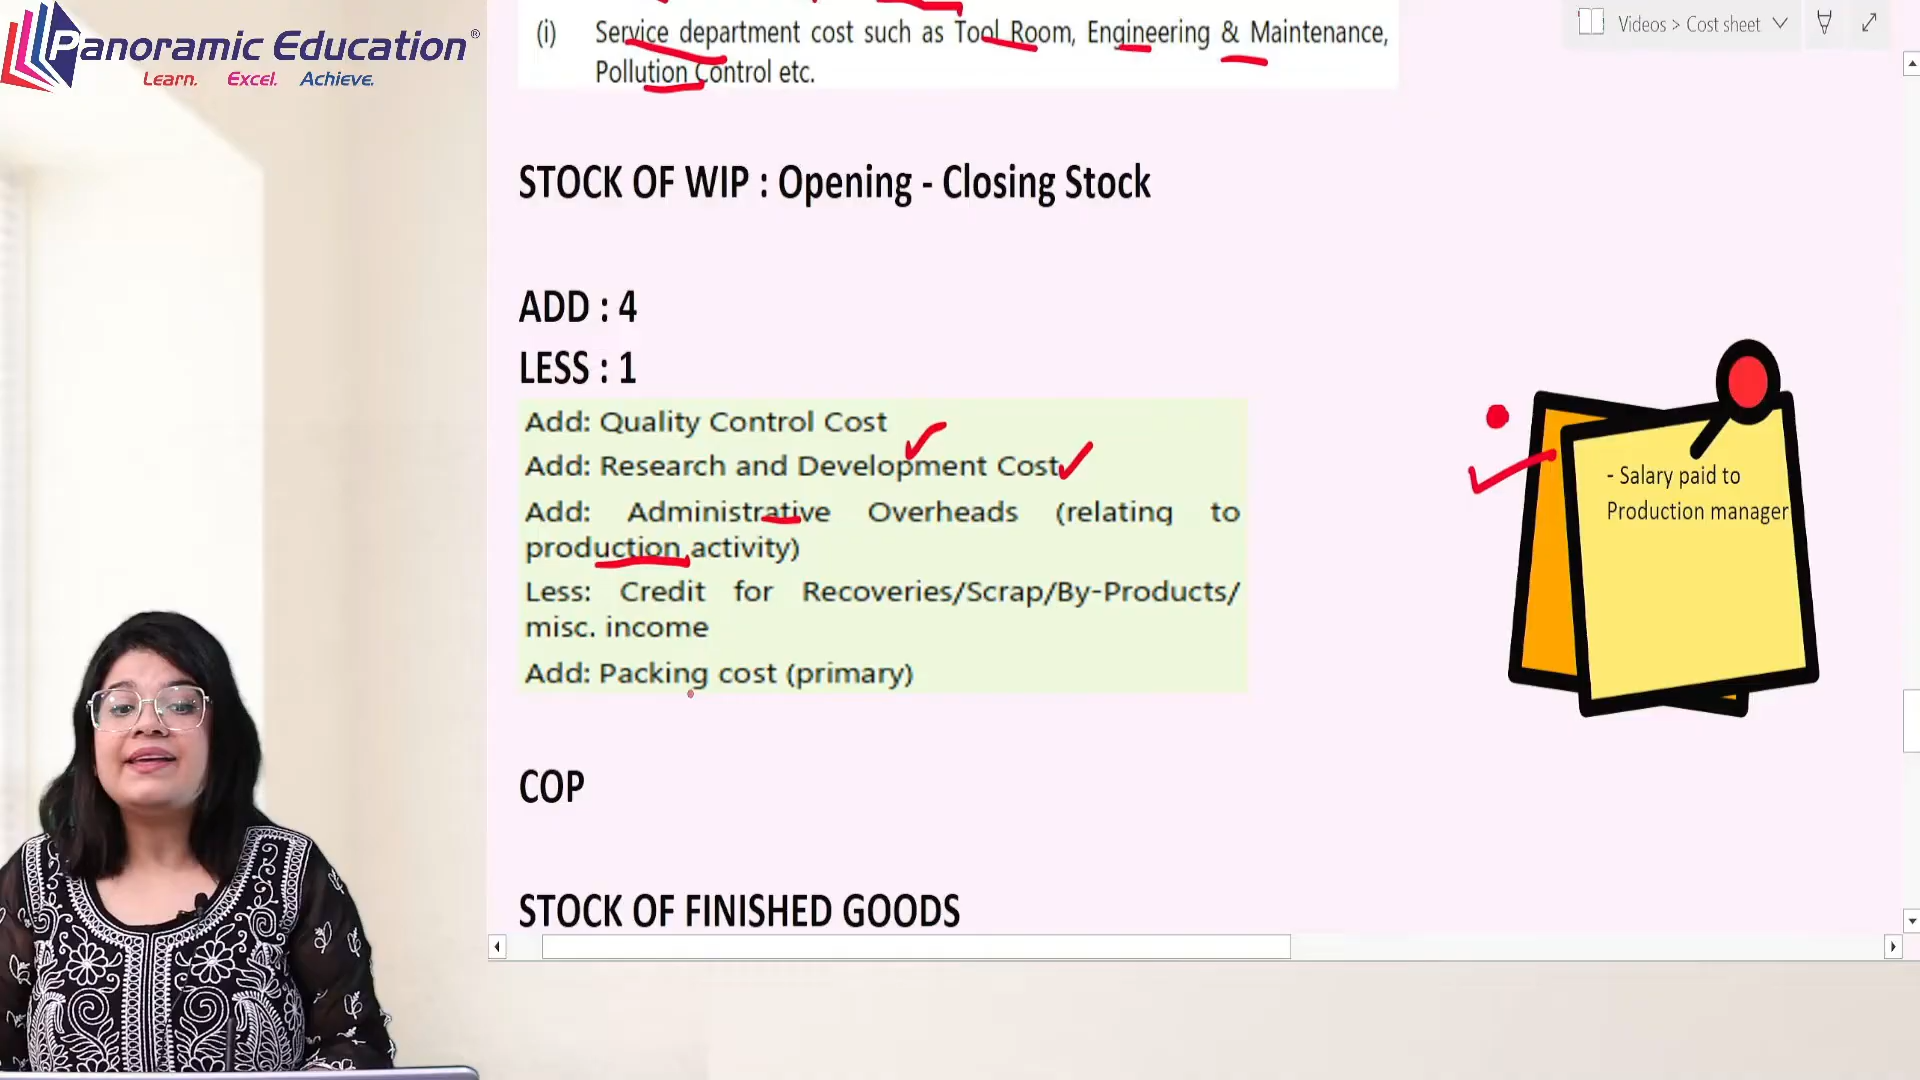 Panoramic Education®
Learn. Excel. Achieve.
Videos > Cost sheet
(i) Service department cost such as Tool Room, Engineering & Maintenance,
Pollution Control etc.
STOCK OF WIP : Opening - Closing Stock
ADD : 4
LESS : 1
Add: Quality Control Cost
Add: Research and Development Cost
Add: Administrative Overheads (relating to
production activity)
Less: Credit for Recoveries/Scrap/By-Products/
misc. income
Add: Packing cost (primary)
- Salary paid to
Production manager
COP
STOCK OF FINISHED GOODS